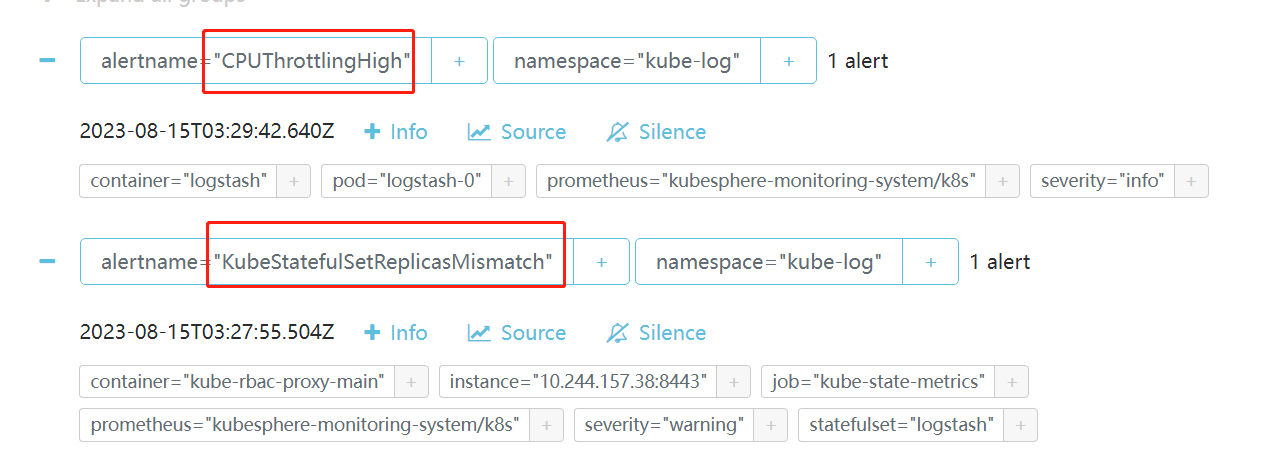 Expand all groups
alertname="CPUThrottlingHigh" + namespace="kube-log" + 1 alert
2023-08-15T03:29:42.640Z + Info Source Silence
container="logstash" + pod="logstash-0" + prometheus="kubesphere-monitoring-system/k8s" + severity="info" +
alertname="KubeStatefulSetReplicasMismatch" + namespace="kube-log" + 1 alert
2023-08-15T03:27:55.504Z + Info Source Silence
container="kube-rbac-proxy-main" + instance="10.244.157.38:8443" + job="kube-state-metrics" +
prometheus="kubesphere-monitoring-system/k8s" + severity="warning" + statefulset="logstash" +